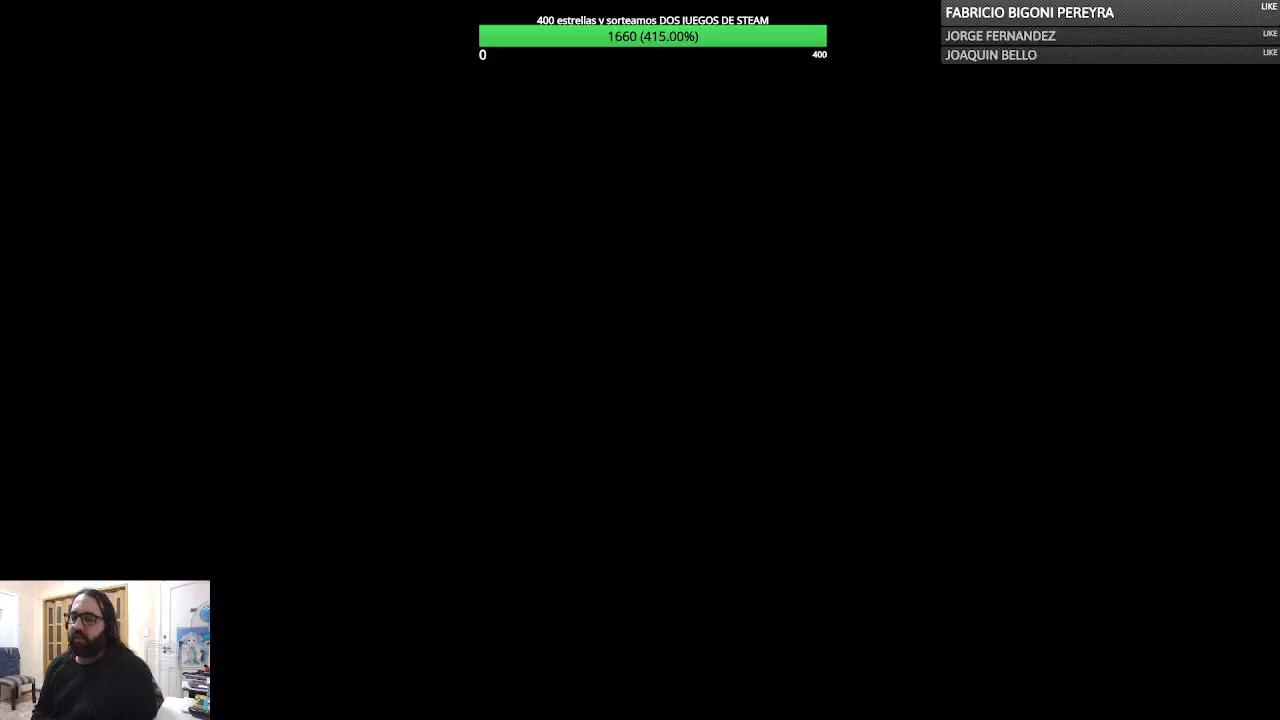 400 estrellas y sorteamos DOS JUEGOS DE STEAM
1660 (415.00%)
0
400
FABRICIO BIGONI PEREYRA
LIKE
JORGE FERNANDEZ
LIKE
JOAQUIN BELLO
LIKE